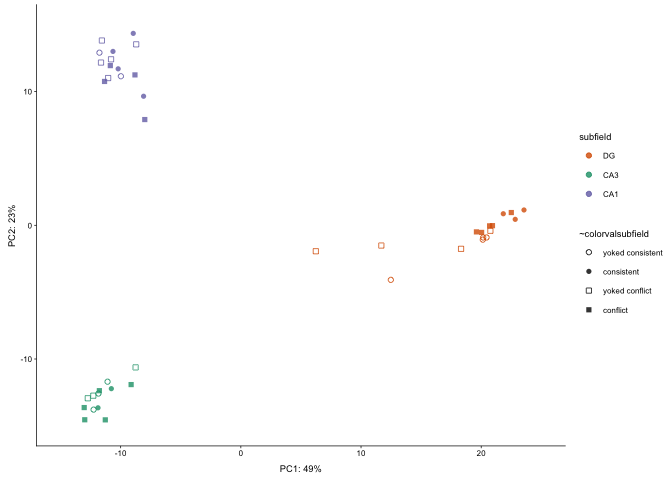 10
0
-10
PC2: 23%
-10
0
10
20
PC1: 49%
subfield
DG
CA3
CA1
~colorvalsubfield
yoked consistent
consistent
yoked conflict
conflict